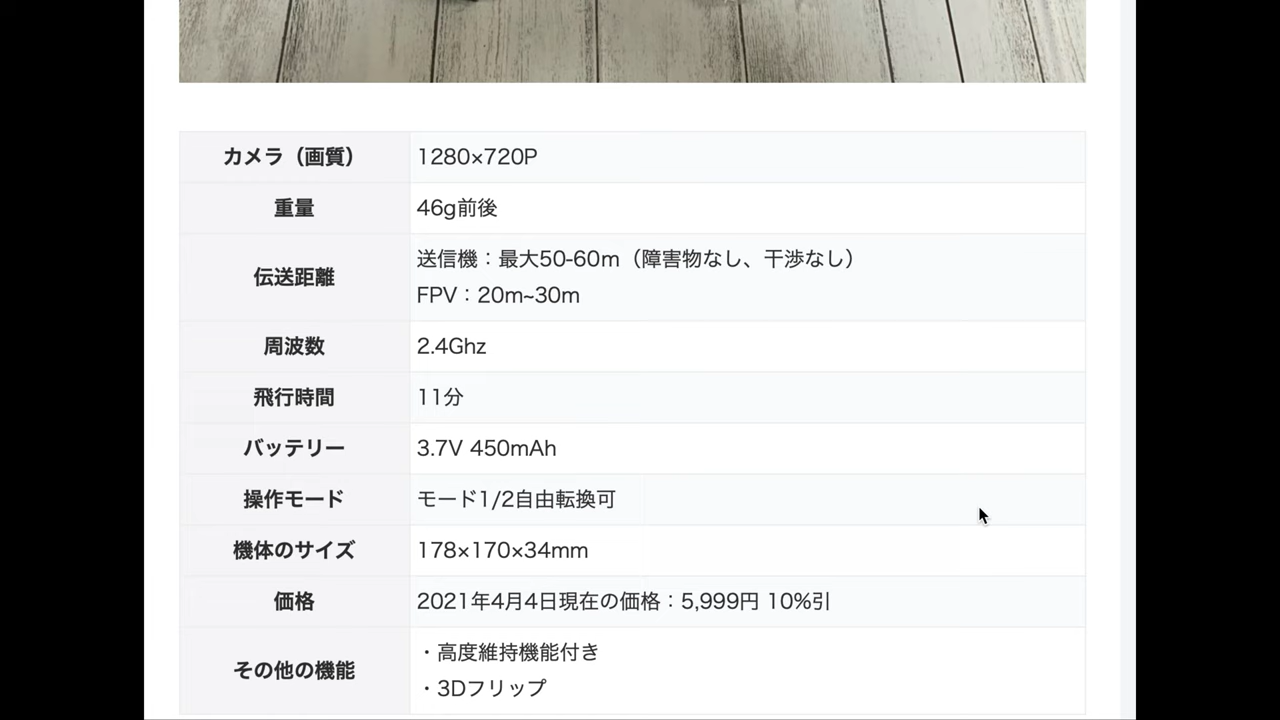 カメラ（画質） 1280×720P
重量 46g前後
伝送距離 送信機：最大50-60m（障害物なし、干渉なし）
FPV：20m~30m
周波数 2.4Ghz
飛行時間 11分
バッテリー 3.7V 450mAh
操作モード モード1/2自由転換可
機体のサイズ 178×170×34mm
価格 2021年4月4日現在の価格：5,999円 10%引
その他の機能 ・高度維持機能付き
・3Dフリップ